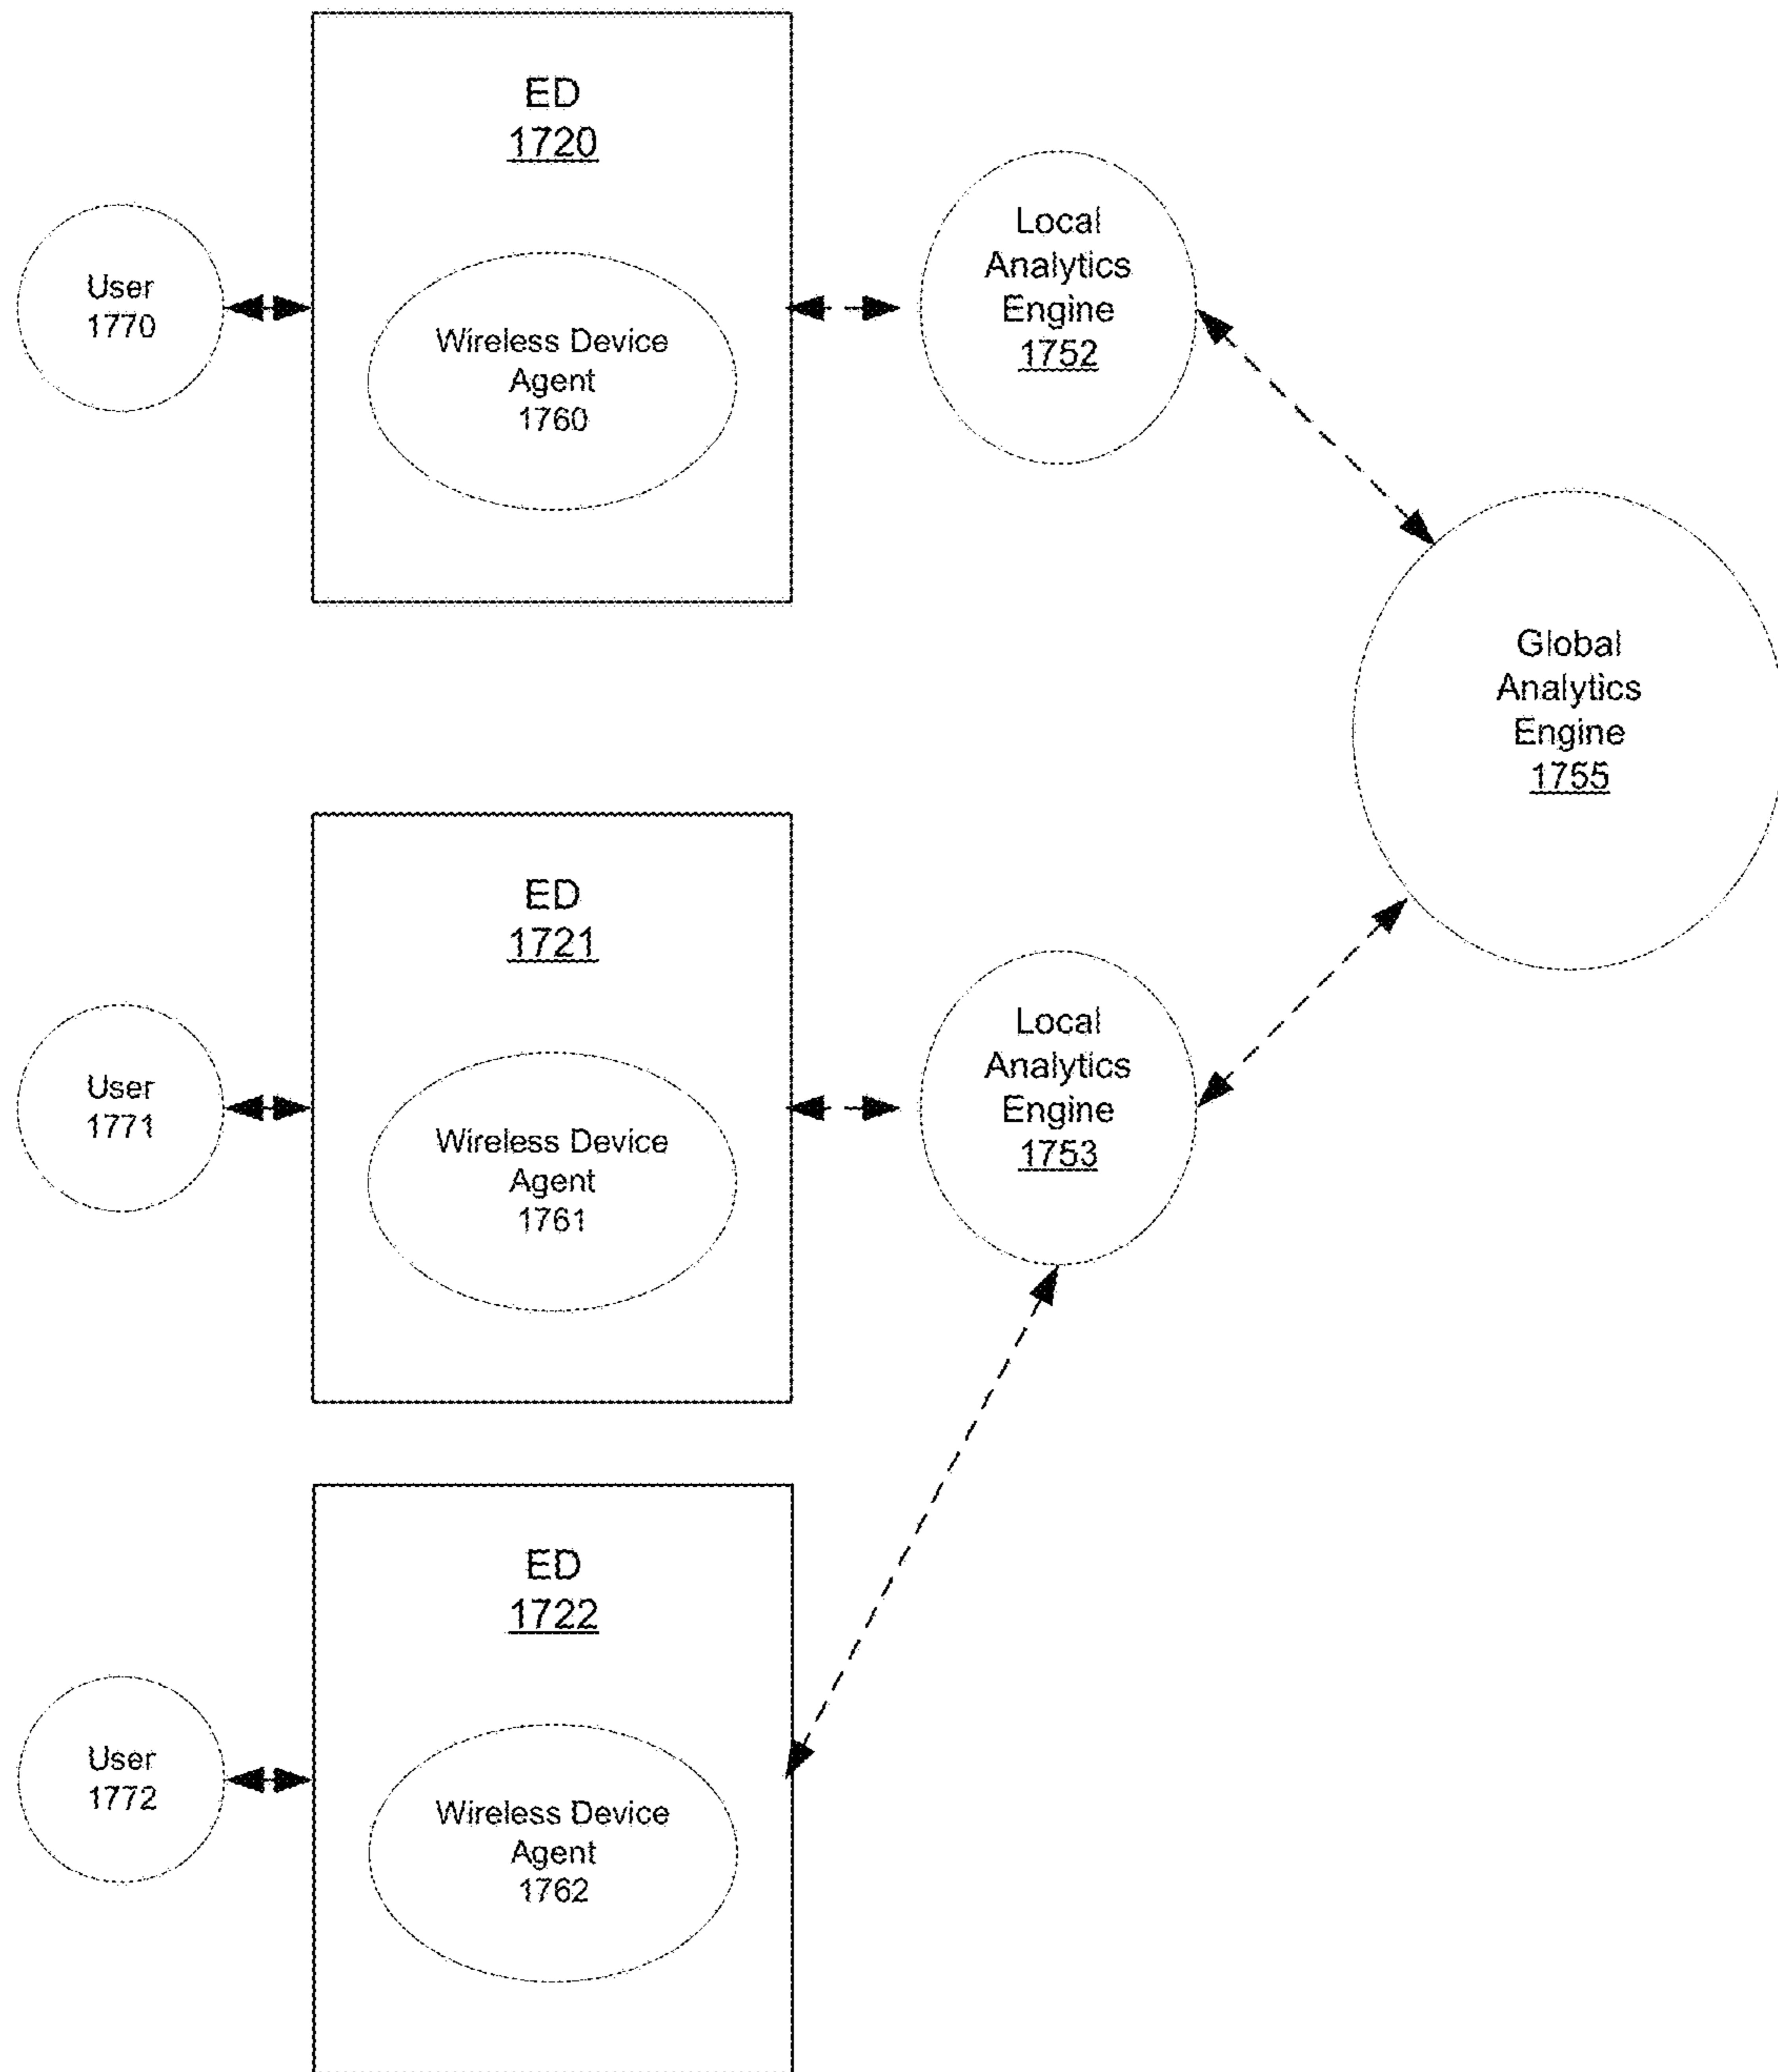 ED
1720
User
1770
Wireless Device
Agent
1760
Local
Analytics
Engine
1752
Global
Analytics
Engine
1755
ED
1721
User
1771
Wireless Device
Agent
1761
Local
Analytics
Engine
1753
ED
1722
User
1772
Wireless Device
Agent
1762